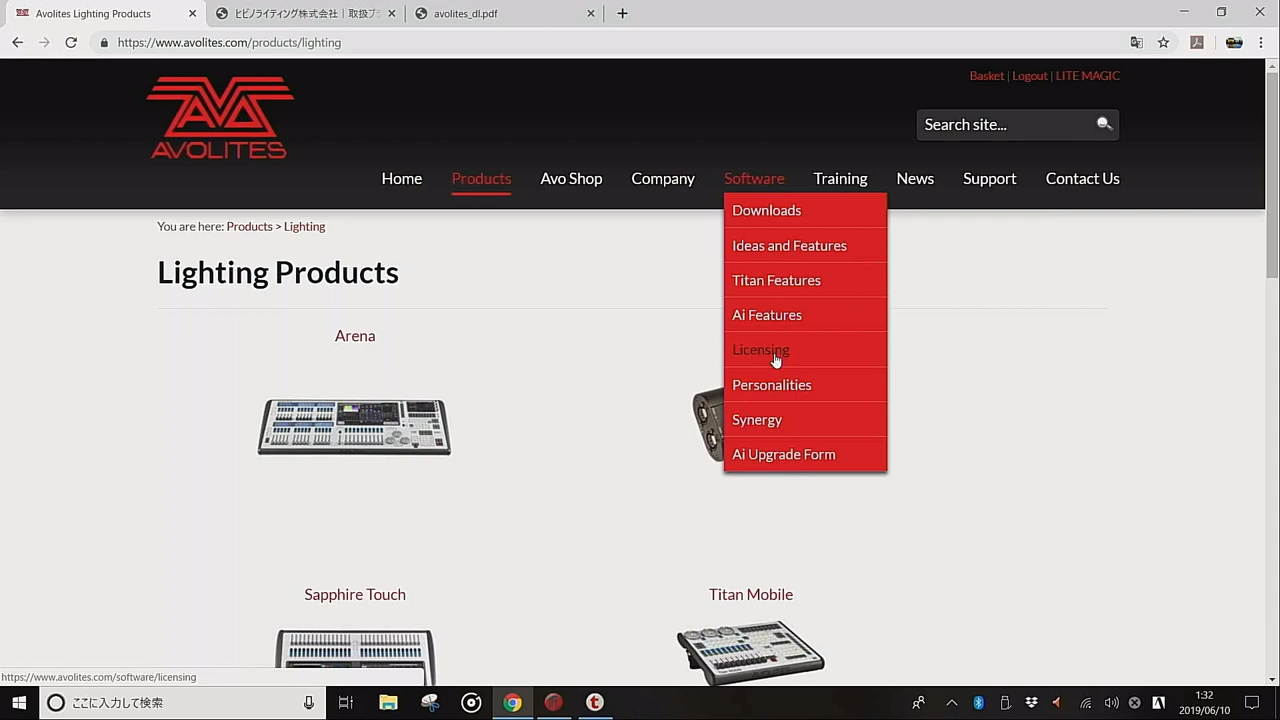 Avolites Lighting Products
ヒビノライティング株式会社 | 取扱ブ
avolites_dl.pdf
https://www.avolites.com/products/lighting
Basket | Logout | LITE MAGIC
AVOLITES
Search site...
Home Products Avo Shop Company Software Training News Support Contact Us
Downloads
Ideas and Features
Titan Features
Ai Features
Licensing
Personalities
Synergy
Ai Upgrade Form
You are here: Products > Lighting
Lighting Products
Arena
Sapphire Touch
Titan Mobile
https://www.avolites.com/software/licensing
ここに入力して検索
1:32
2019/06/10